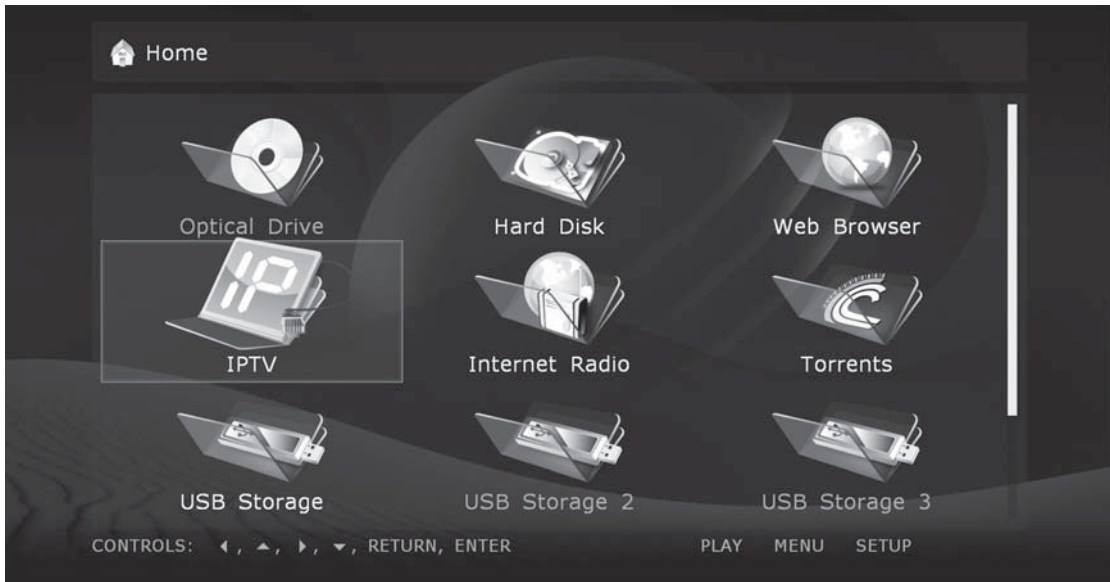 Home
Optical Drive Hard Disk Web Browser
IP
IPTV Internet Radio Torrents
USB Storage USB Storage 2 USB Storage 3
CONTROLS: ◀, ▲, ▶, ▼, RETURN, ENTER PLAY MENU SETUP